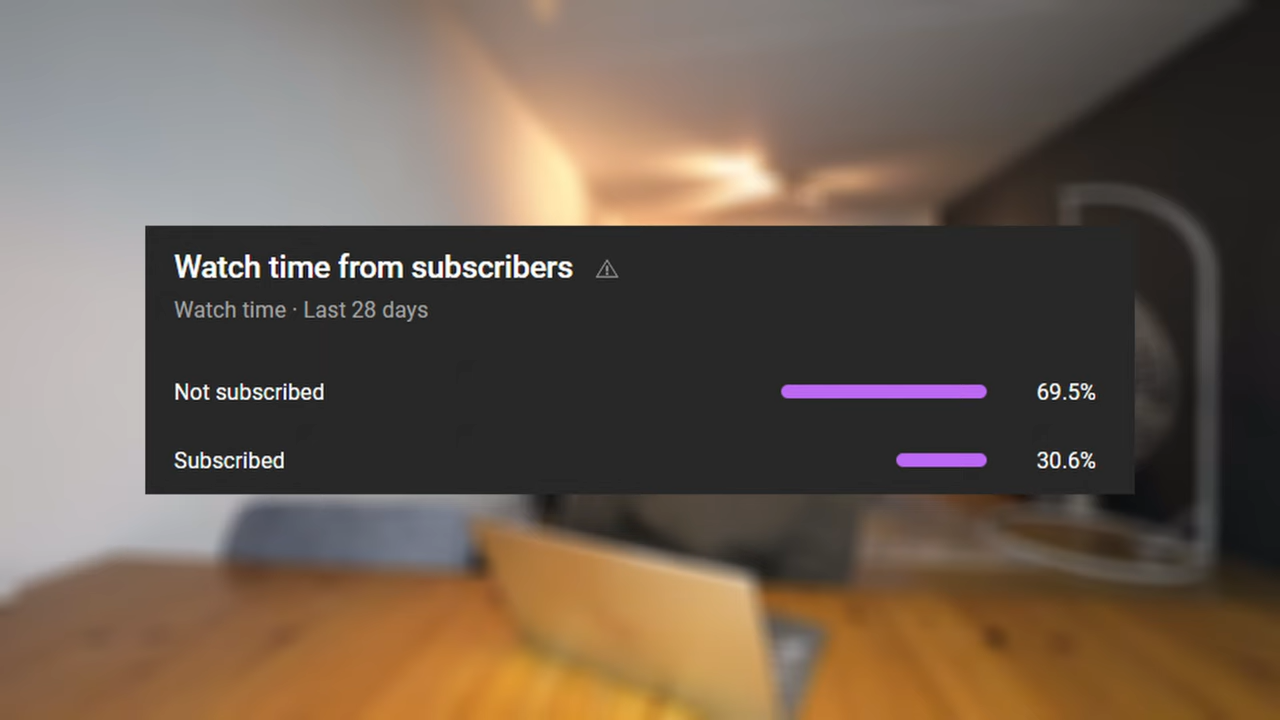 Watch time from subscribers
Watch time · Last 28 days
Not subscribed 69.5%
Subscribed 30.6%